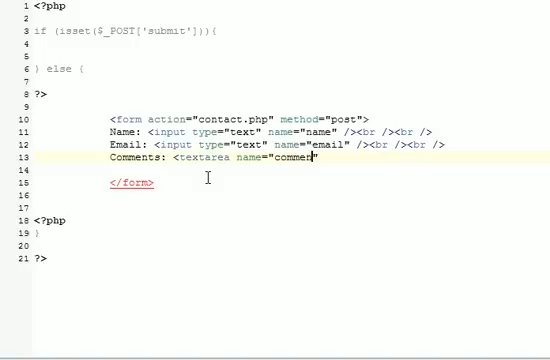 1 <?php
2
3 if (isset($_POST['submit'])){
4
5
6 } else {
7
8 ?>
9
10 <form action="contact.php" method="post">
11 Name: <input type="text" name="name" /><br /><br />
12 Email: <input type="text" name="email" /><br /><br />
13 Comments: <textarea name="commen"
14
15 </form>
16
17
18 <?php
19 }
20
21 ?>